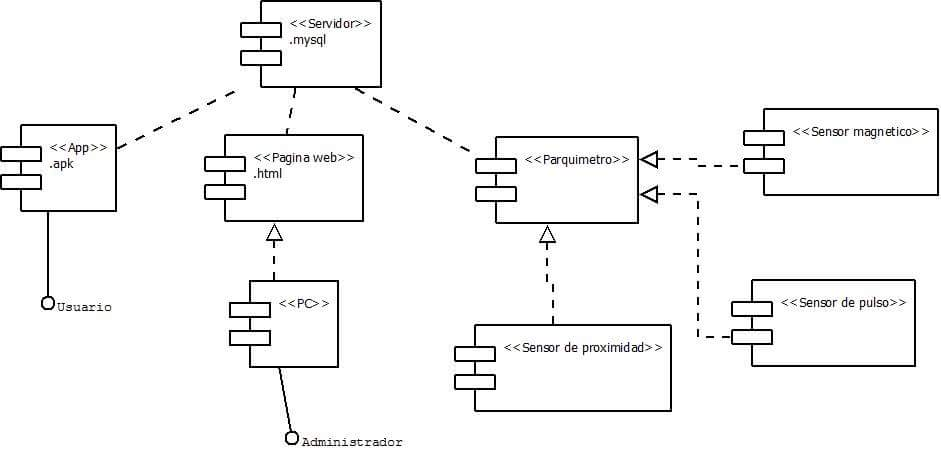 <<Servidor>>
.mysql
<<App>>
.apk
<<Pagina web>>
.html
<<Parquimetro>>
<<Sensor magnetico>>
<<PC>>
<<Sensor de pulso>>
Usuario
<<Sensor de proximidad>>
Administrador